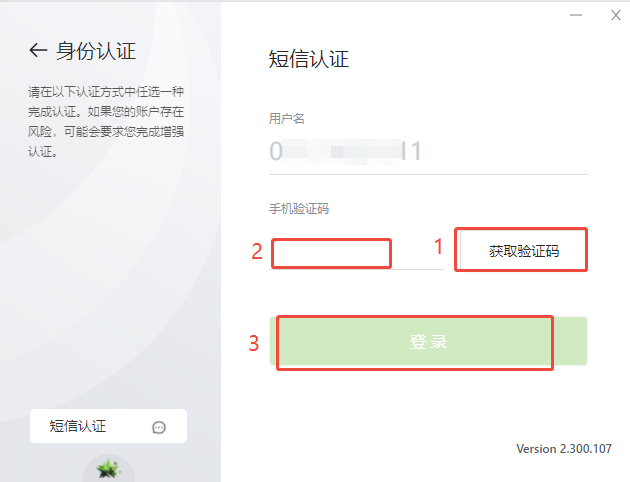 身份认证
请在以下认证方式中任选一种
完成认证。如果您的账户存在
风险，可能会要求您完成增强
认证。
短信认证
短信认证
用户名
0 11
手机验证码
2
1 获取验证码
3 登录
Version 2.300.107